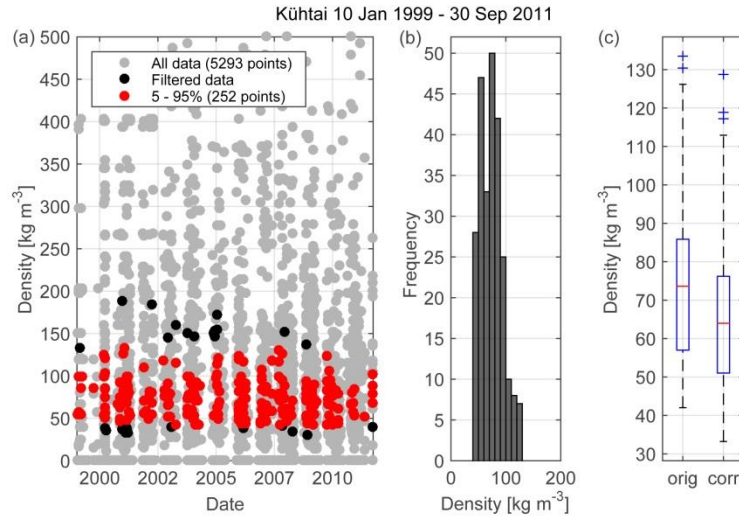 Kühtai 10 Jan 1999 - 30 Sep 2011
(a)
500
450
400
350
300
250
200
150
100
50
0
Density [kg m-3]
All data (5293 points)
Filtered data
5 - 95% (252 points)
2000 2002 2005 2007 2010
Date
(b)
50
45
40
35
30
25
20
15
10
5
0
Frequency
0 100 200
Density [kg m-3]
(c)
130
120
110
100
90
80
70
60
50
40
30
Density [kg m-3]
orig corr